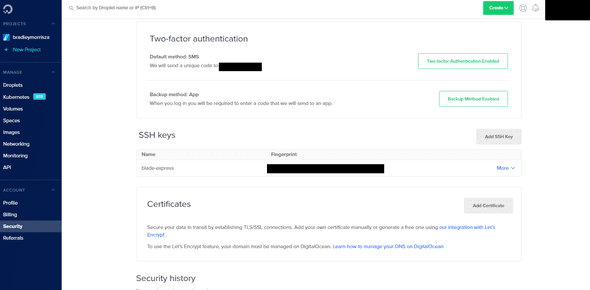 Search by Droplet name or IP (Ctrl+B)
Create
PROJECTS
bradleymorrisza
+ New Project
MANAGE
Droplets
Kubernetes
Volumes
Spaces
Images
Networking
Monitoring
API
ACCOUNT
Profile
Billing
Security
Referrals
Two-factor authentication
Default method: SMS
We will send a unique code to
Two-factor Authentication Enabled
Backup method: App
When you log in you will be required to enter a code that we will send to an app.
Backup Method Enabled
SSH keys
Add SSH Key
Name Fingerprint
blade-express
More
Certificates
Add Certificate
Secure your data in transit by establishing TLS/SSL connections. Add your own certificate manually or generate a free one using our integration with Let's
Encrypt.
To use the Let's Encrypt feature, your domain must be managed on DigitalOcean. Learn how to manage your DNS on DigitalOcean
Security history